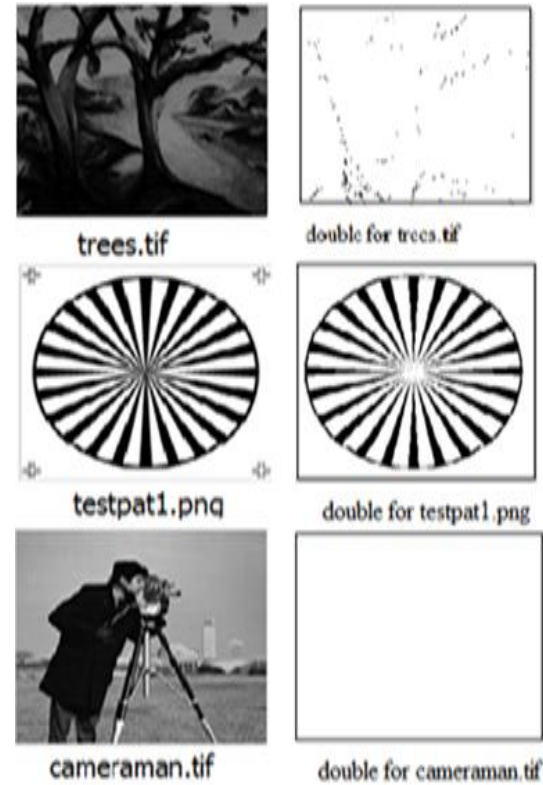 trees.tif
double for trees.tif
testpat1.png
double for testpat1.png
cameraman.tif
double for cameraman.tif